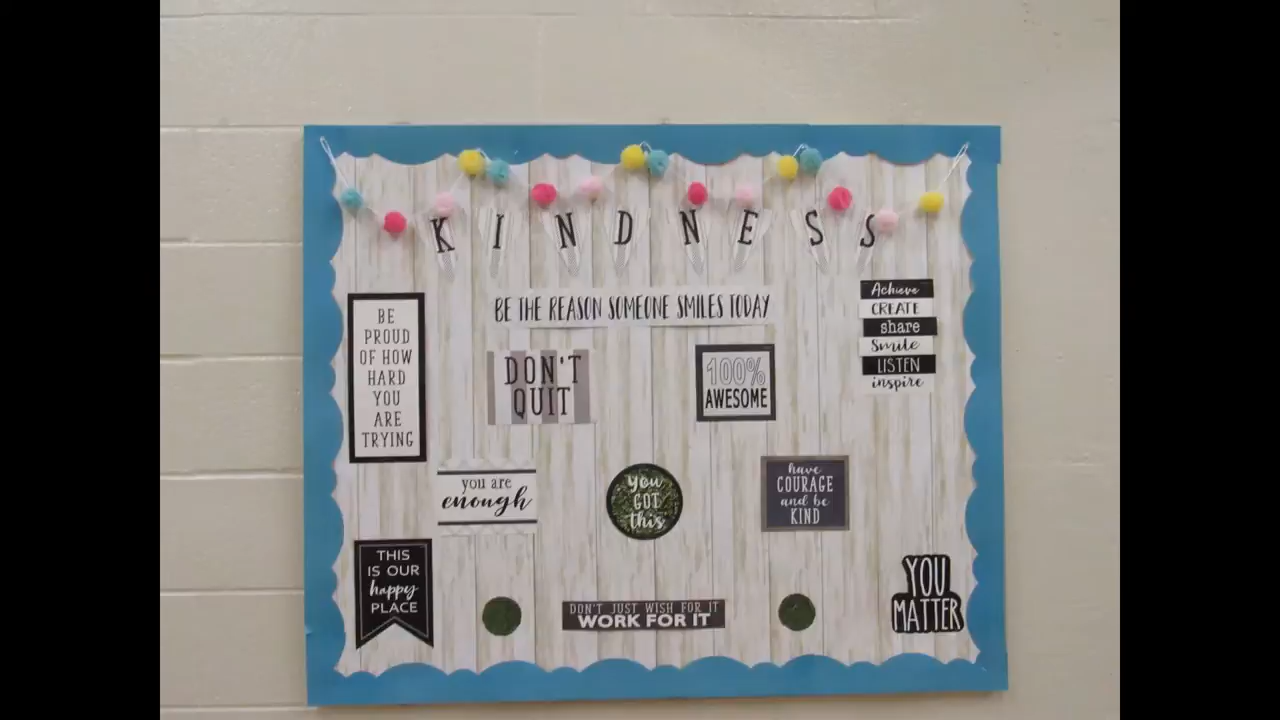 KINDNESS
BE THE REASON SOMEONE SMILES TODAY
BE
PROUD
OF HOW
HARD
YOU
ARE
TRYING
DON'T
QUIT
100%
AWESOME
Achieve
CREATE
share
Smile
LISTEN
inspire
you are
enough
you
GOT
this
have
COURAGE
and be
KIND
THIS
IS OUR
happy
PLACE
DON'T JUST WISH FOR IT
WORK FOR IT
YOU
MATTER